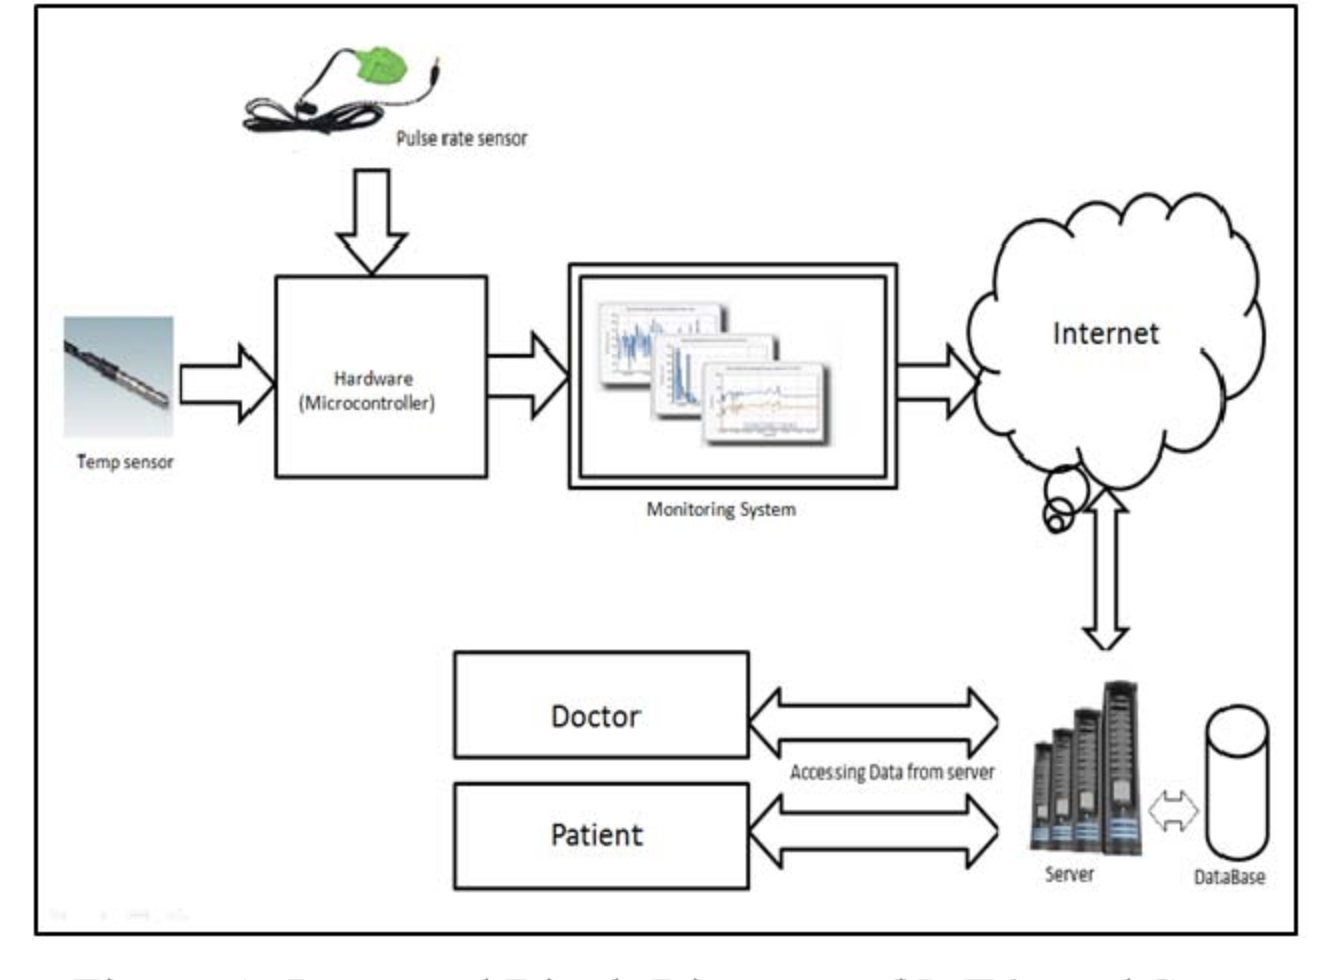 Pulse rate sensor
Internet
Hardware
(Microcontroller)
Temp sensor
Monitoring System
Doctor
Accessing Data from server
Patient
Server
DataBase